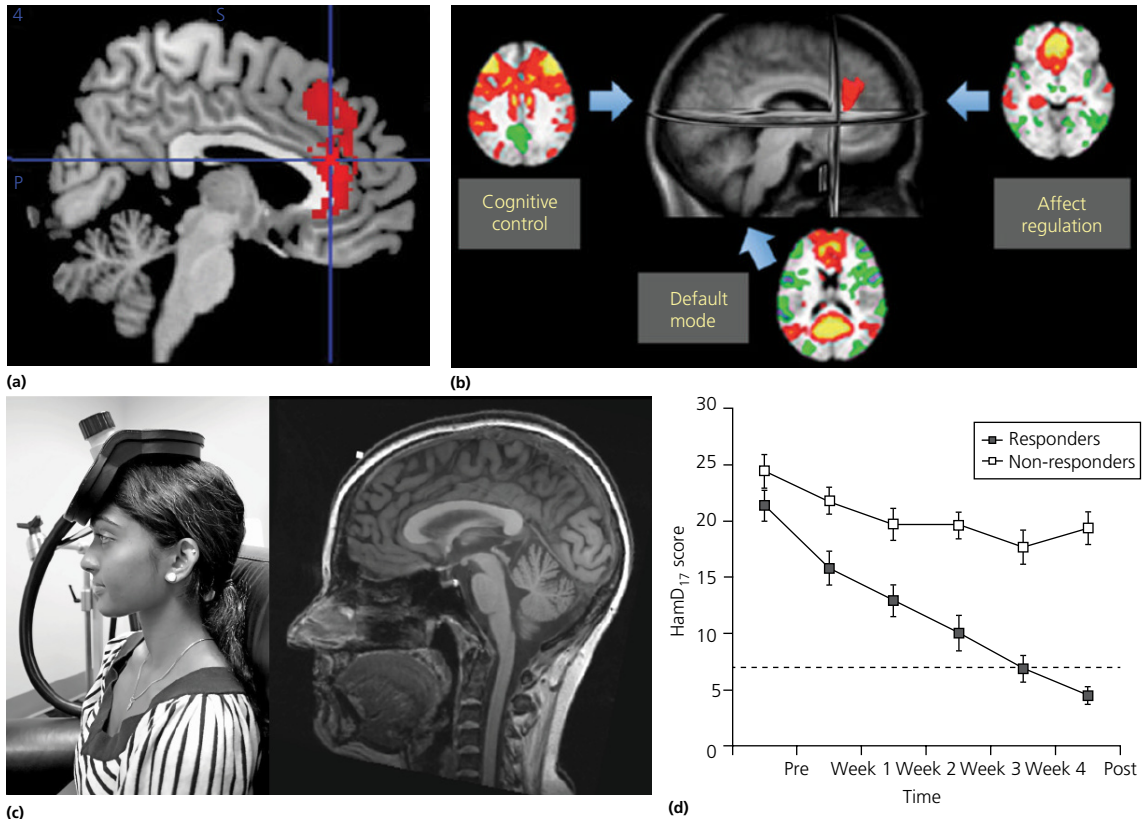 4
S
P
(a)
Cognitive
control
Affect
regulation
Default
mode
(b)
(c)
30
25
20
15
10
5
0
HamD17 score
Responders
Non-responders
Pre
Week 1
Week 2
Week 3
Week 4
Post
Time
(d)